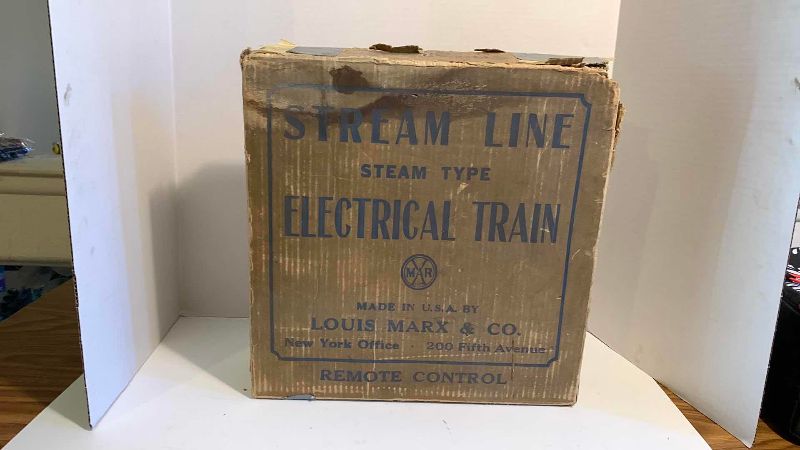 STREAM LINE
STEAM TYPE
ELECTRICAL TRAIN
MAR
MADE IN U.S.A. BY
LOUIS MARX & CO.
New York Office · 200 Fifth Avenue
REMOTE CONTROL